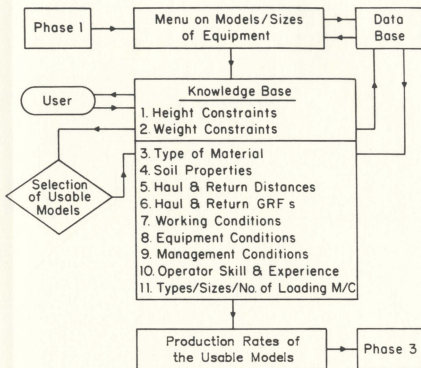 Phase 1
Menu on Models/Sizes
of Equipment
Data
Base
User
Knowledge Base
1. Height Constraints
2. Weight Constraints
3. Type of Material
4. Soil Properties
5. Haul & Return Distances
6. Haul & Return GRFs
7. Working Conditions
8. Equipment Conditions
9. Management Conditions
10. Operator Skill & Experience
11. Types/Sizes/No. of Loading M/C
Selection
of Usable
Models
Production Rates of
the Usable Models
Phase 3